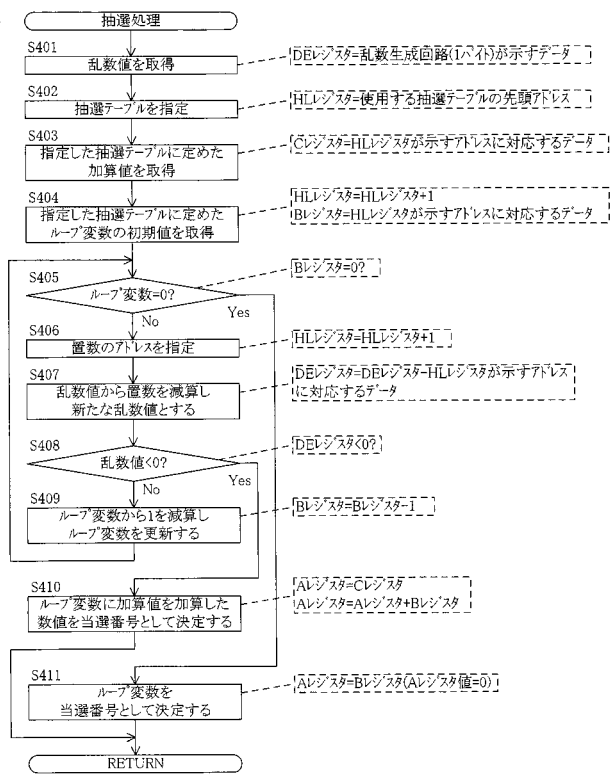 抽選処理
S401
乱数値を取得
DEレジスタ=乱数生成回路(1バイト)が示すデータ
S402
抽選テーブルを指定
HLレジスタ=使用する抽選テーブルの先頭アドレス
S403
指定した抽選テーブルに定めた
加算値を取得
Cレジスタ=HLレジスタが示すアドレスに対応するデータ
S404
指定した抽選テーブルに定めた
ループ変数の初期値を取得
HLレジスタ=HLレジスタ+1
Bレジスタ=HLレジスタが示すアドレスに対応するデータ
S405
ループ変数=0?
Bレジスタ=0?
Yes
No
S406
置数のアドレスを指定
HLレジスタ=HLレジスタ+1
S407
乱数値から置数を減算し
新たな乱数値とする
DEレジスタ=DEレジスタ-HLレジスタが示すアドレス
に対応するデータ
S408
乱数値<0?
DEレジスタ<0?
Yes
No
S409
ループ変数から1を減算し
ループ変数を更新する
Bレジスタ=Bレジスタ-1
S410
ループ変数に加算値を加算した
数値を当選番号として決定する
Aレジスタ=Cレジスタ
Aレジスタ=Aレジスタ+Bレジスタ
S411
ループ変数を
当選番号として決定する
Aレジスタ=Bレジスタ(Aレジスタ値=0)
RETURN